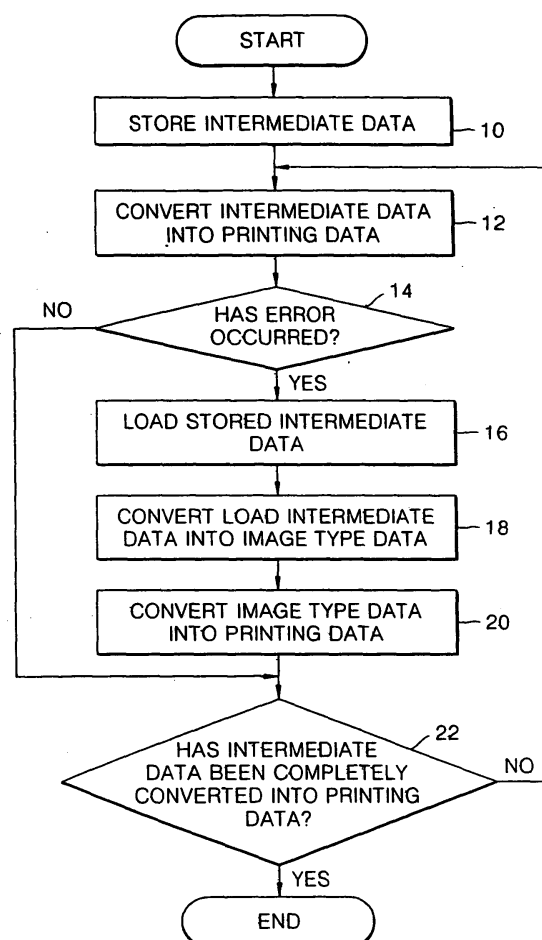 START
STORE INTERMEDIATE DATA
10
CONVERT INTERMEDIATE DATA
INTO PRINTING DATA
12
14
NO
HAS ERROR
OCCURRED?
YES
LOAD STORED INTERMEDIATE
DATA
16
CONVERT LOAD INTERMEDIATE
DATA INTO IMAGE TYPE DATA
18
CONVERT IMAGE TYPE DATA
INTO PRINTING DATA
20
22
HAS INTERMEDIATE
DATA BEEN COMPLETELY
CONVERTED INTO PRINTING
DATA?
NO
YES
END